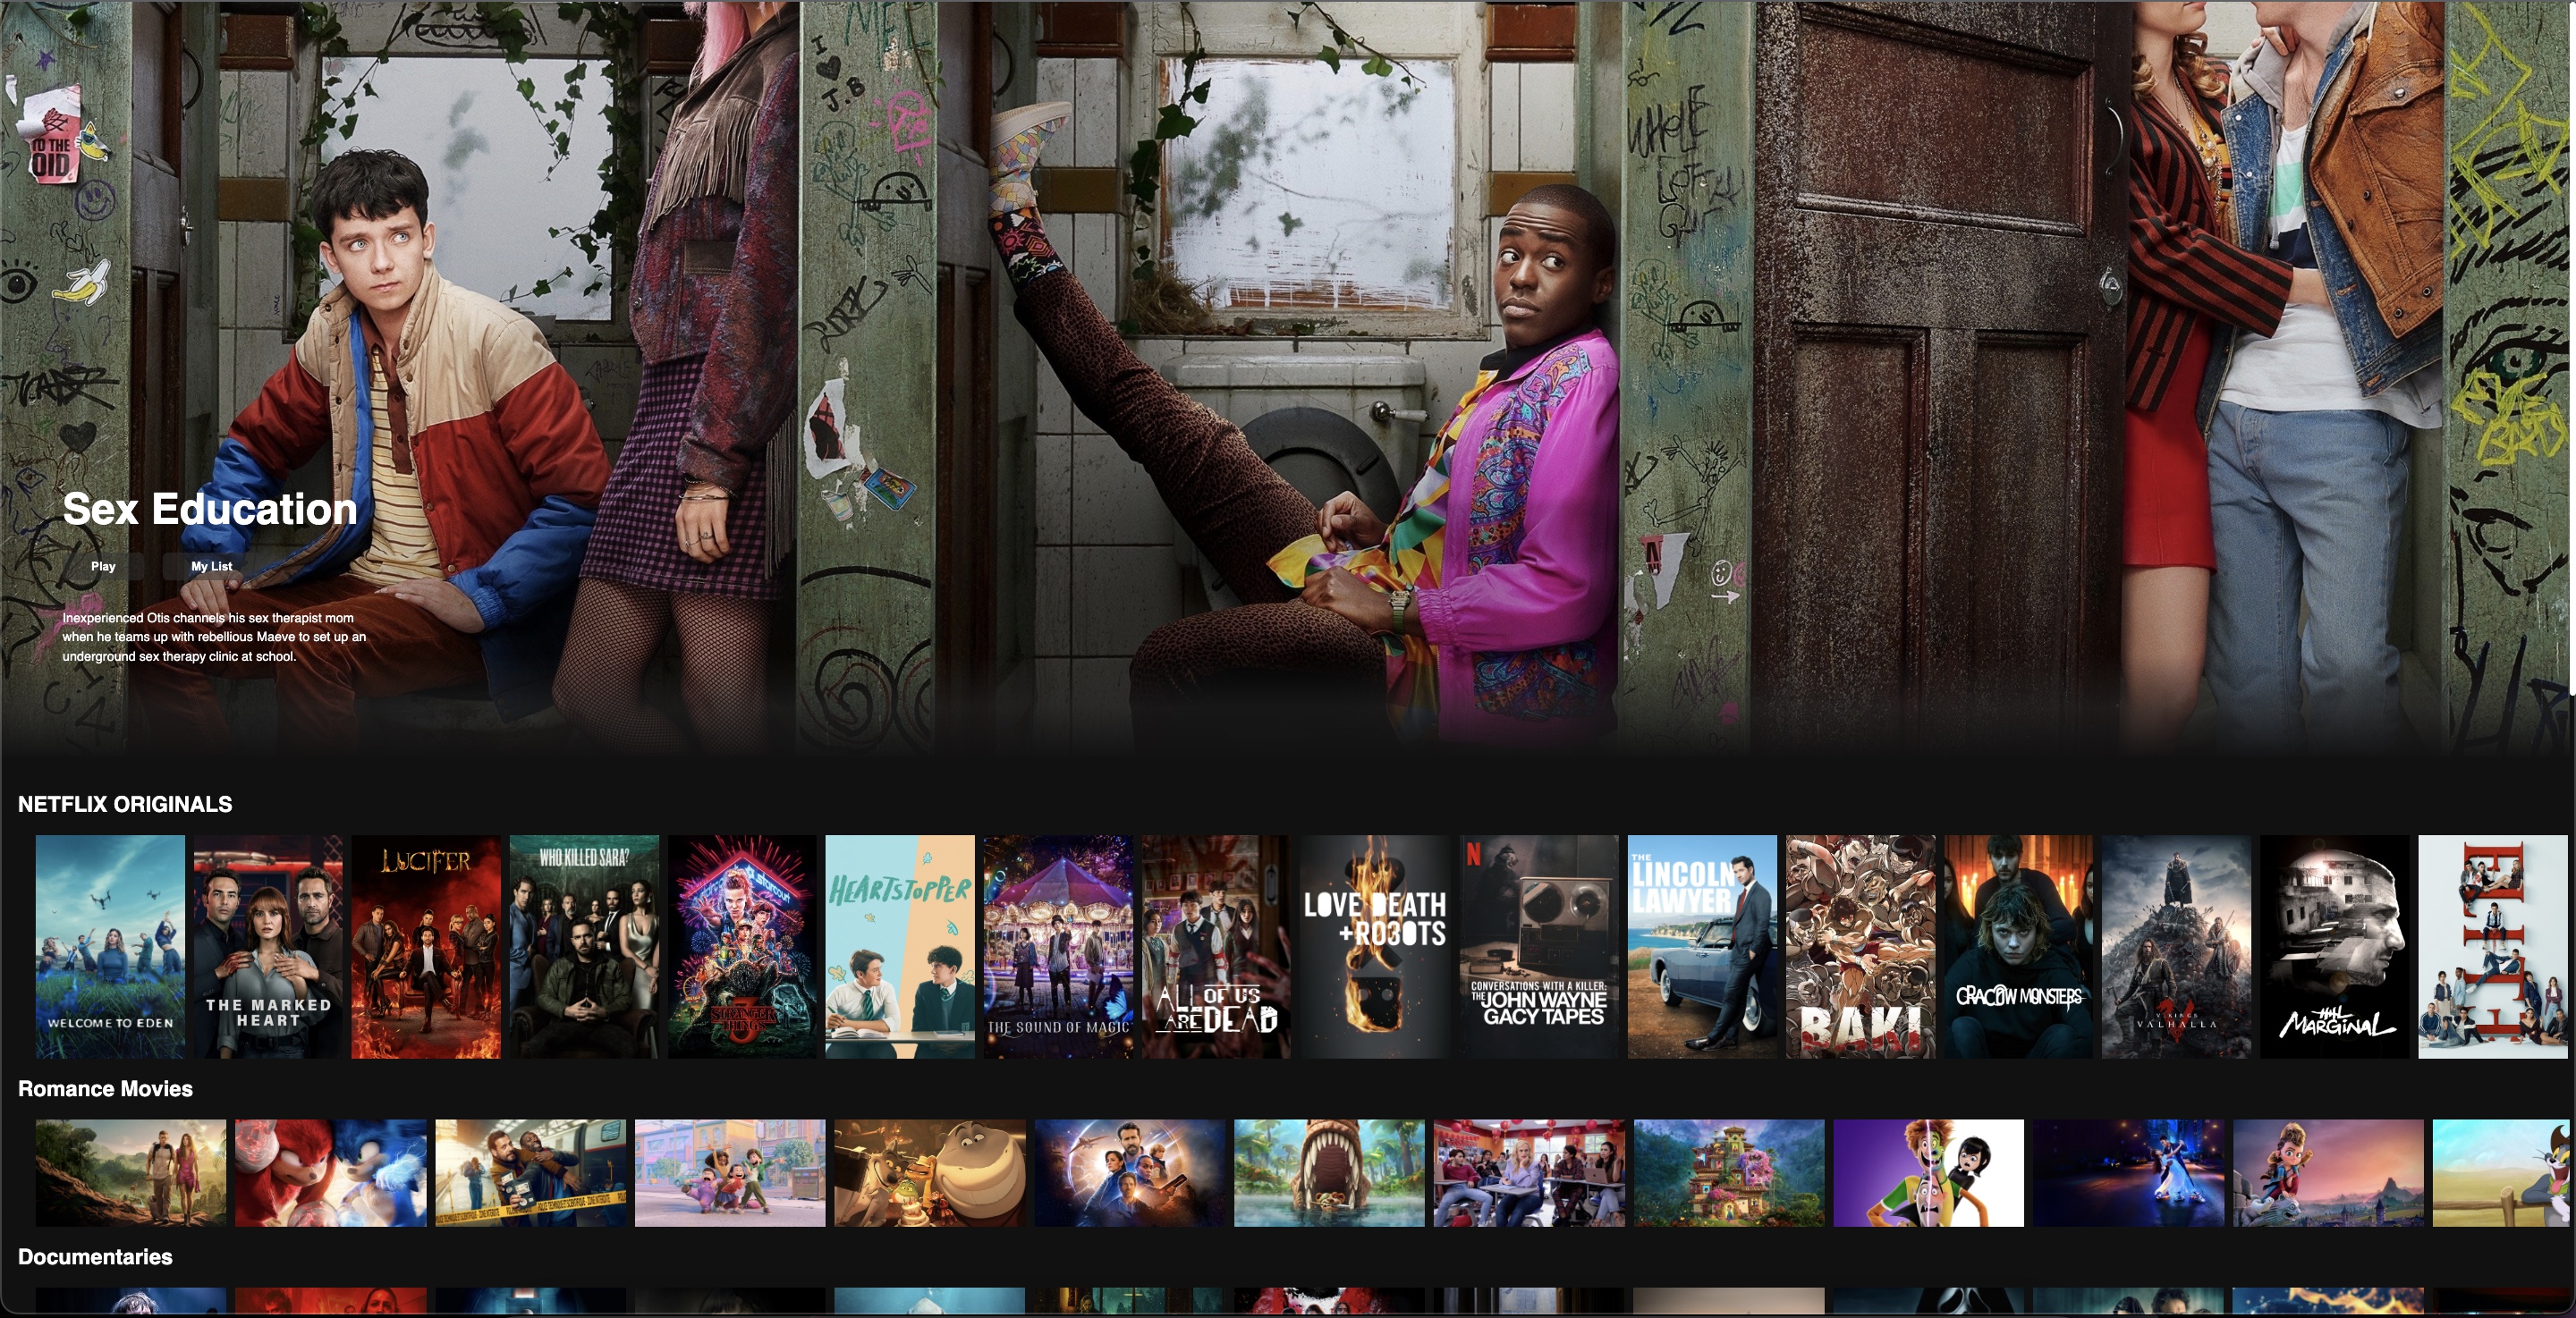 I
J.B
TO THE
OID
WHOLE
LOT
Sex Education
Play
My List
Inexperienced Otis channels his sex therapist mom
when he teams up with rebellious Maeve to set up an
underground sex therapy clinic at school.
NETFLIX ORIGINALS
WELCOME TO EDEN
THE MARKED
HEART
LUCIFER
WHO KILLED SARA?
starcourt
STRANGER
THINGS
3
HEARTSTOPPER
THE SOUND OF MAGIC
ALL OF US
ARE DEAD
LOVE DEATH
+RO3OTS
N
CONVERSATIONS WITH A KILLER:
THE JOHN WAYNE
GACY TAPES
THE
LINCOLN
LAWYER
BAKI
CRACOW MONSTERS
VIKINGS
VALHALLA
MARGINAL
ELITE
Romance Movies
Documentaries